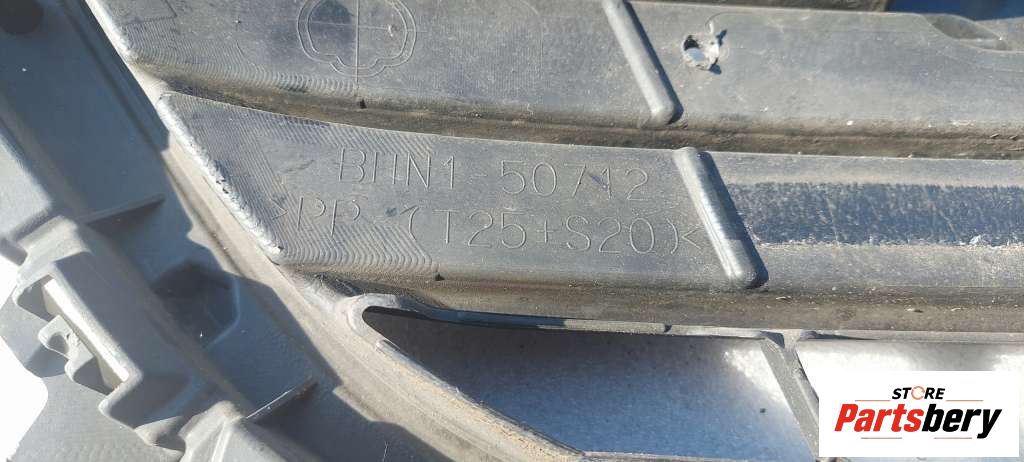 BHN1-50712
>PP-(T25+S20)<
STORE
Partsbery